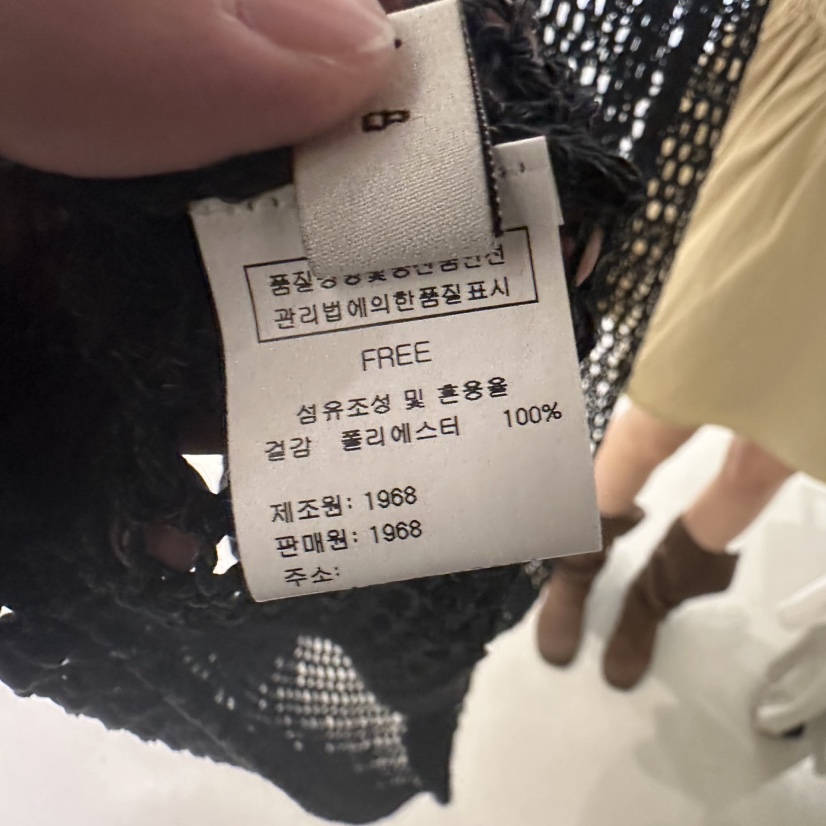 관리법에의한품질표시
FREE
섬유조성 및 혼용율
겉감 폴리에스터 100%
제조원: 1968
판매원: 1968
주소: